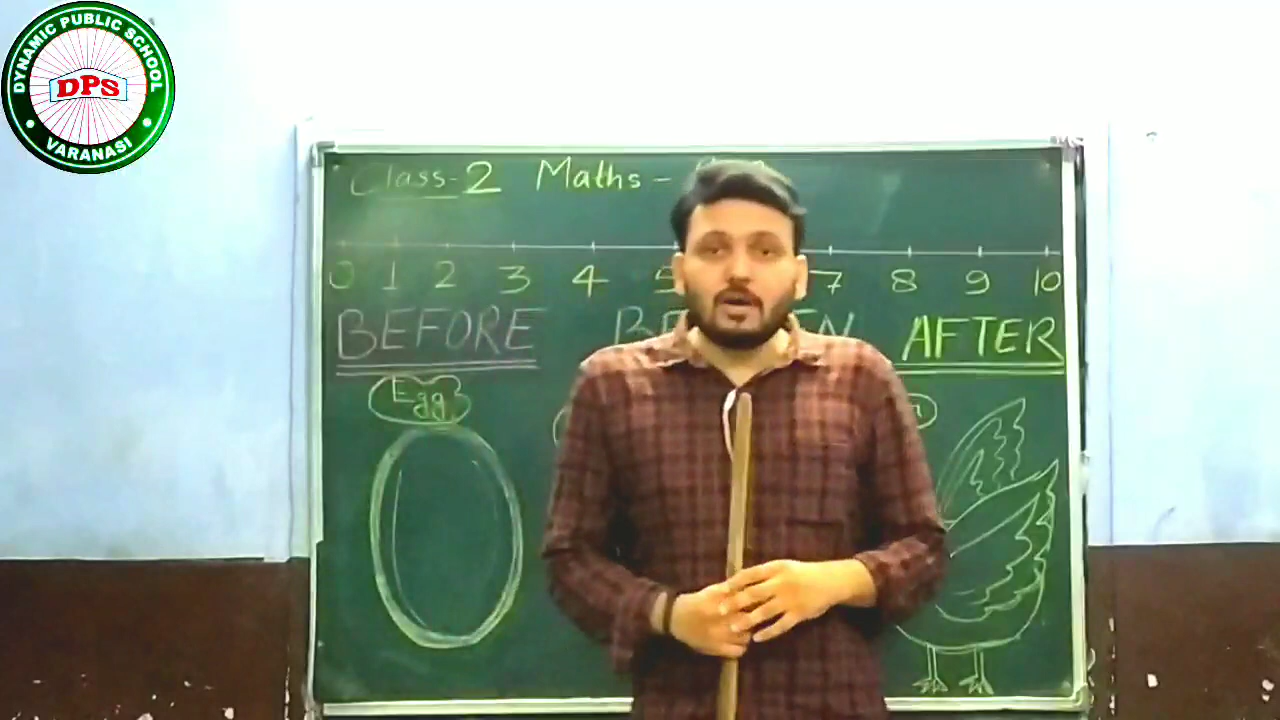 DYNAMIC PUBLIC SCHOOL
DPS
VARANASI
Class-2 Maths -
0 1 2 3 4 5 7 8 9 10
BEFORE AFTER
Egg